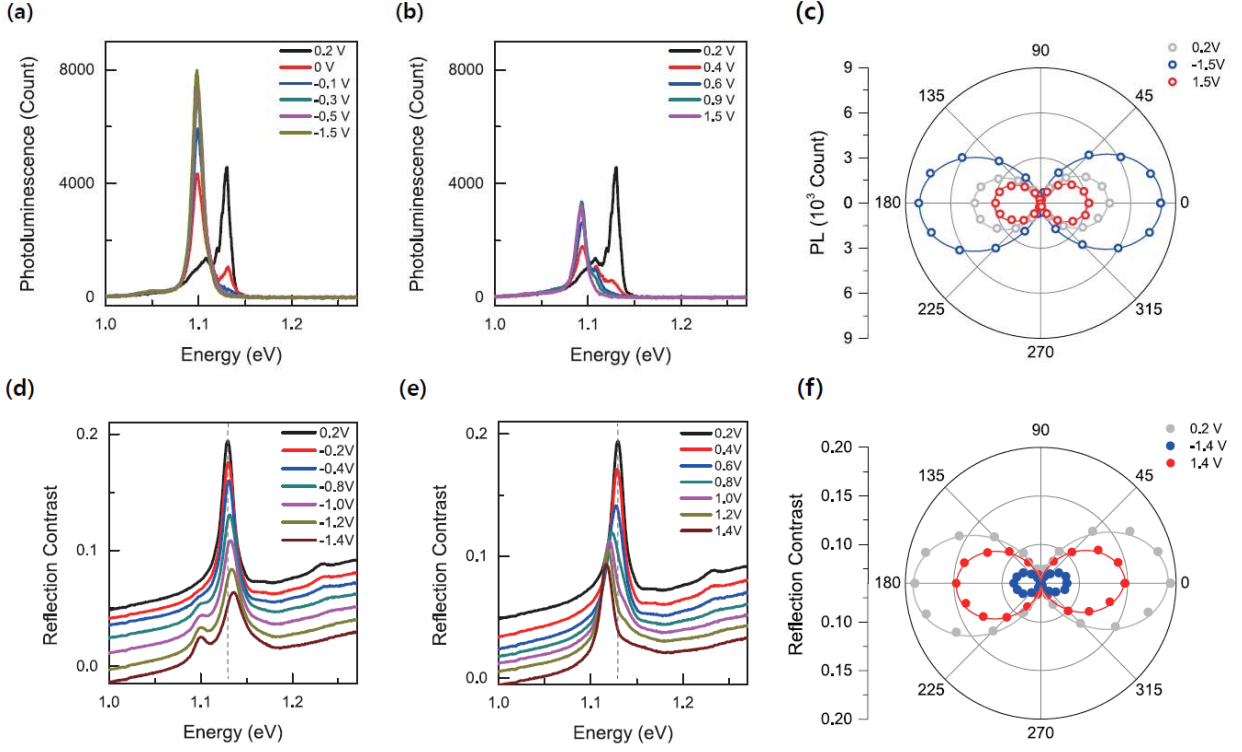 (a)
8000
4000
0
Photoluminescence (Count)
0.2 V
0 V
-0.1 V
-0.3 V
-0.5 V
-1.5 V
1.0
1.1
1.2
Energy (eV)
(b)
8000
4000
0
Photoluminescence (Count)
0.2 V
0.4 V
0.6 V
0.9 V
1.5 V
1.0
1.1
1.2
Energy (eV)
(c)
9
6
3
0
3
6
9
PL (10³ Count)
90
135
45
180
0
225
315
270
0.2V
-1.5V
1.5V
(d)
0.2
0.1
0.0
Reflection Contrast
0.2V
-0.2V
-0.4V
-0.8V
-1.0V
-1.2V
-1.4V
1.0
1.1
1.2
Energy (eV)
(e)
0.2
0.1
0.0
Reflection Contrast
0.2V
0.4V
0.6V
0.8V
1.0V
1.2V
1.4V
1.0
1.1
1.2
Energy (eV)
(f)
0.20
0.15
0.10
0.10
0.15
0.20
Reflection Contrast
90
135
45
180
0
225
315
270
0.2 V
-1.4 V
1.4 V